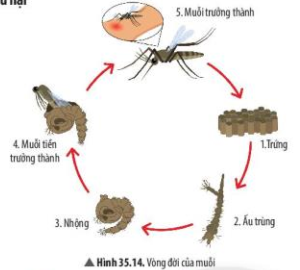 5. Muỗi trưởng thành
4. Muỗi tiền
trưởng thành
1.Trứng
3. Nhộng
2. Ấu trùng
▲ Hình 35.14. Vòng đời của muỗi